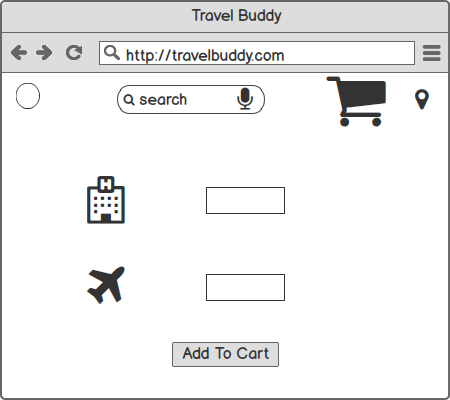 Travel Buddy
http://travelbuddy.com
search
H
Add To Cart